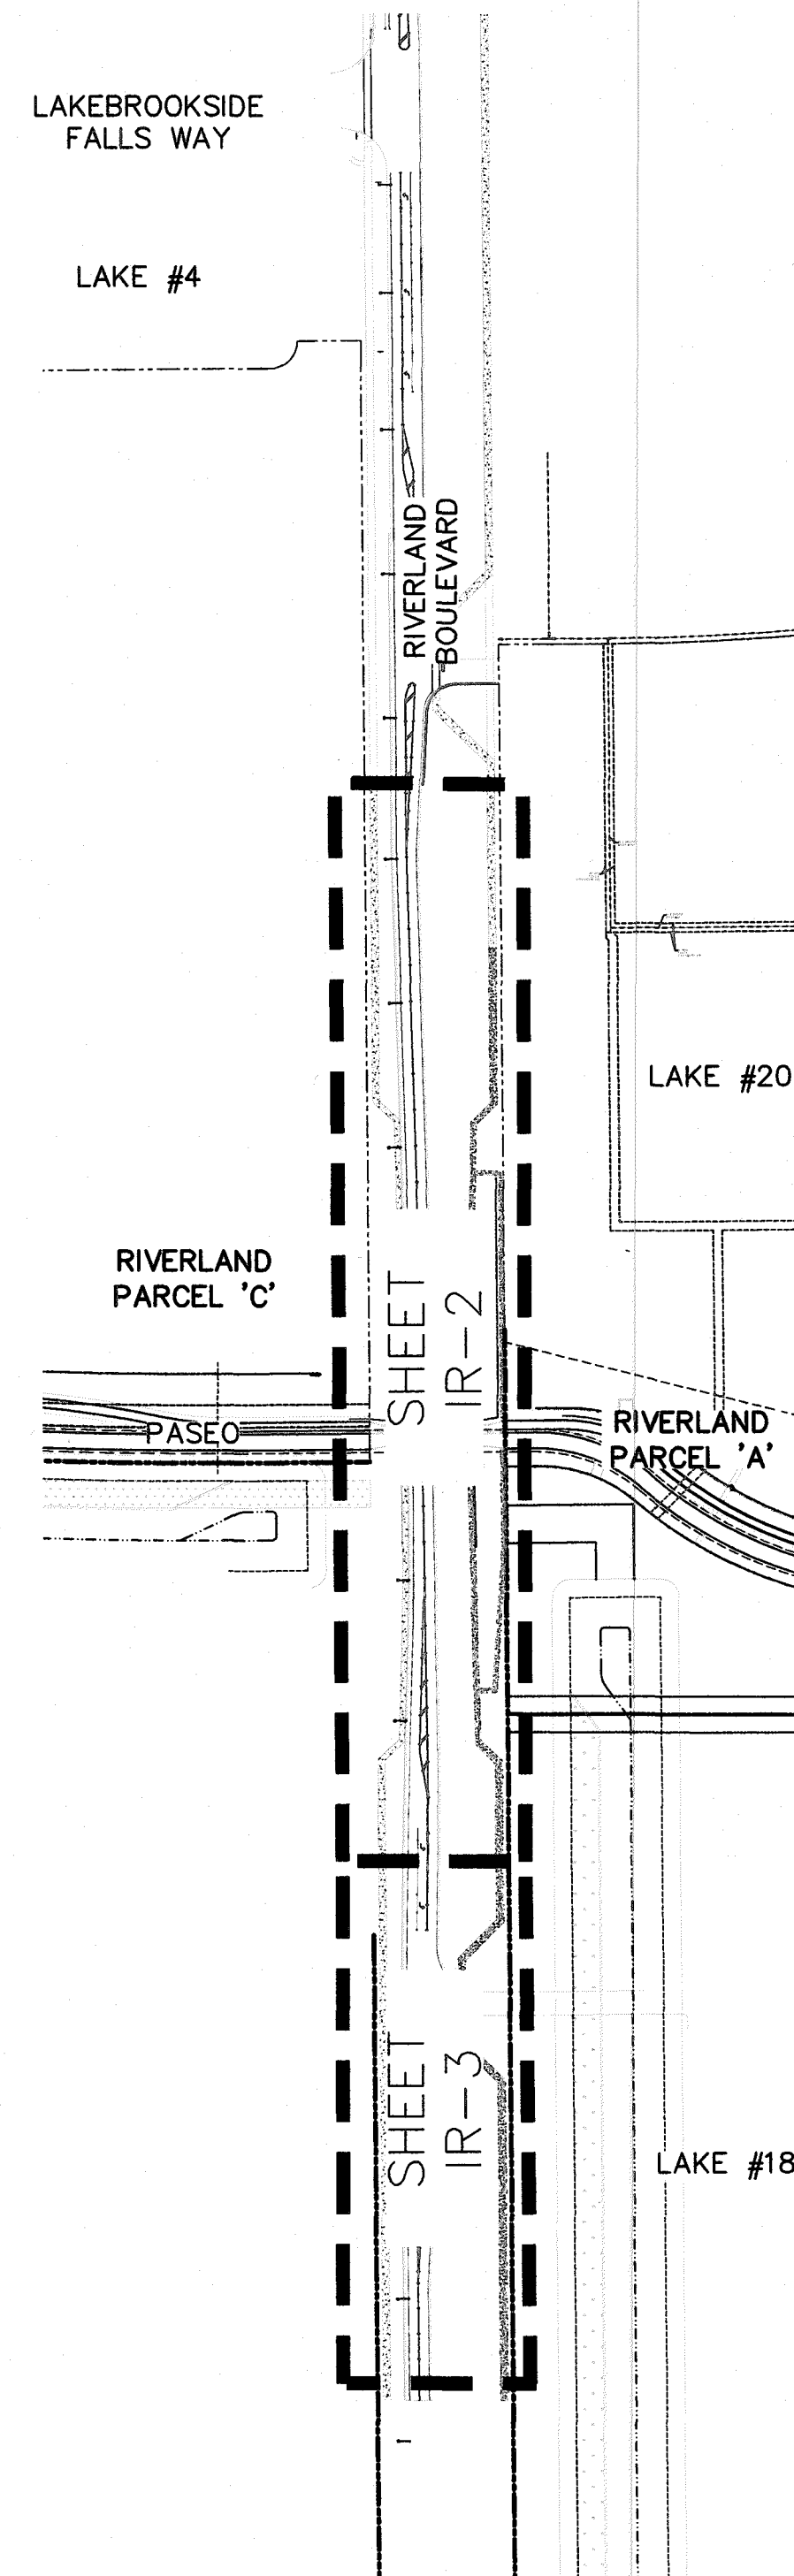 LAKEBROOKSIDE
FALLS WAY
LAKE #4
RIVERLAND
BOULEVARD
LAKE #20
RIVERLAND
PARCEL 'C'
SHEET
IR-2
PASEO
RIVERLAND
PARCEL 'A'
SHEET
IR-3
LAKE #18